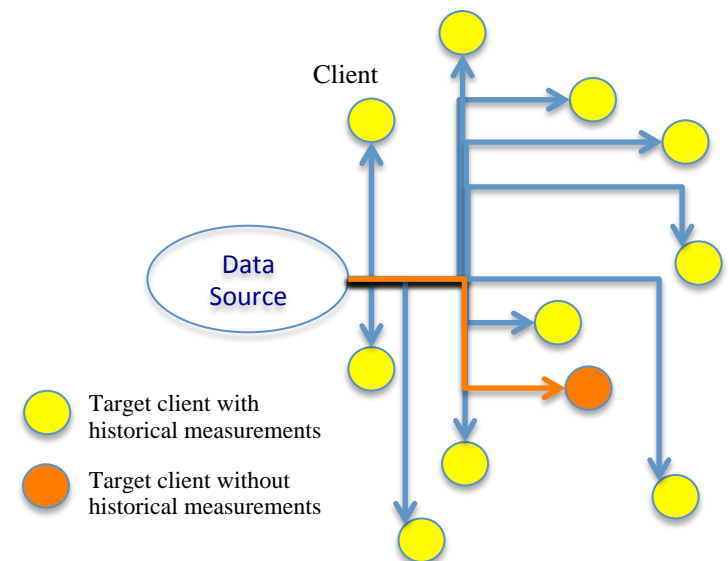 Client
Data
Source
Target client with
historical measurements
Target client without
historical measurements